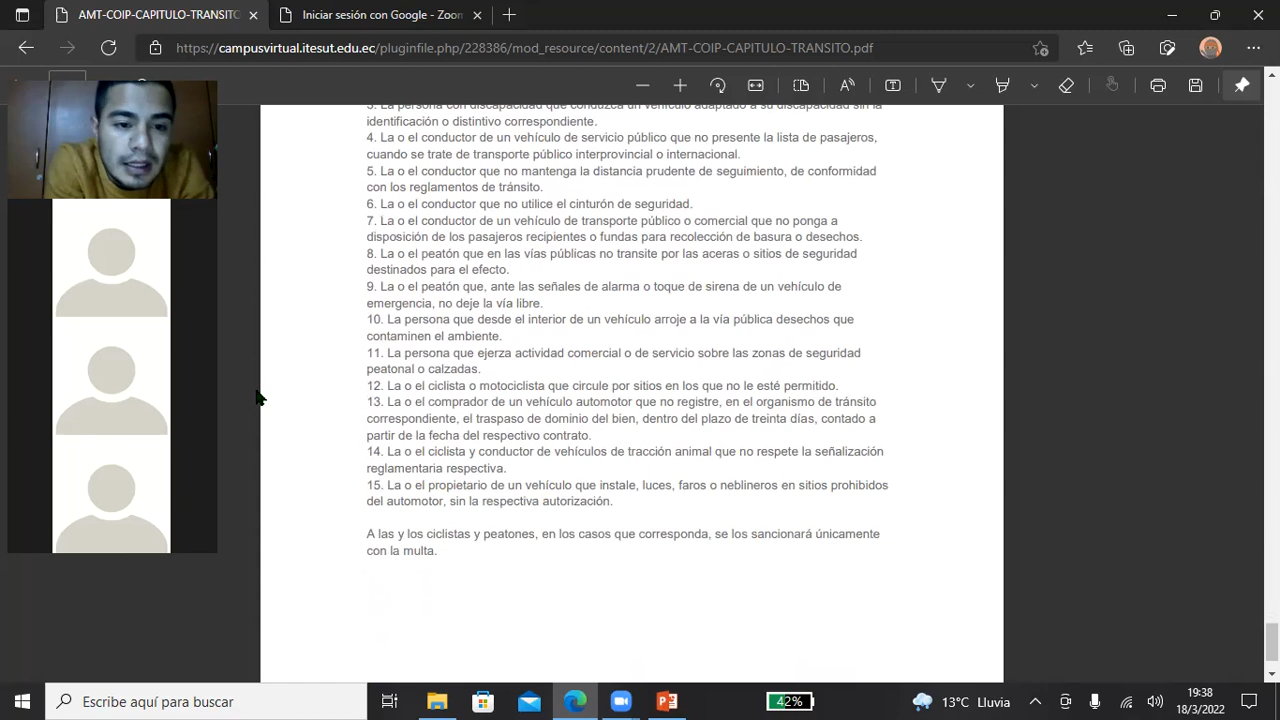 AMT-COIP-CAPITULO-TRANSITO
Iniciar sesión con Google - Zoom
https://campusvirtual.itesut.edu.ec/pluginfile.php/228386/mod_resource/content/2/AMT-COIP-CAPITULO-TRANSITO.pdf
3. La persona con discapacidad que conduzca un vehículo adaptado a su discapacidad sin la
identificación o distintivo correspondiente.
4. La o el conductor de un vehículo de servicio público que no presente la lista de pasajeros,
cuando se trate de transporte público interprovincial o internacional.
5. La o el conductor que no mantenga la distancia prudente de seguimiento, de conformidad
con los reglamentos de tránsito.
6. La o el conductor que no utilice el cinturón de seguridad.
7. La o el conductor de un vehículo de transporte público o comercial que no ponga a
disposición de los pasajeros recipientes o fundas para recolección de basura o desechos.
8. La o el peatón que en las vías públicas no transite por las aceras o sitios de seguridad
destinados para el efecto.
9. La o el peatón que, ante las señales de alarma o toque de sirena de un vehículo de
emergencia, no deje la vía libre.
10. La persona que desde el interior de un vehículo arroje a la vía pública desechos que
contaminen el ambiente.
11. La persona que ejerza actividad comercial o de servicio sobre las zonas de seguridad
peatonal o calzadas.
12. La o el ciclista o motociclista que circule por sitios en los que no le esté permitido.
13. La o el comprador de un vehículo automotor que no registre, en el organismo de tránsito
correspondiente, el traspaso de dominio del bien, dentro del plazo de treinta días, contado a
partir de la fecha del respectivo contrato.
14. La o el ciclista y conductor de vehículos de tracción animal que no respete la señalización
reglamentaria respectiva.
15. La o el propietario de un vehículo que instale, luces, faros o neblineros en sitios prohibidos
del automotor, sin la respectiva autorización.
A las y los ciclistas y peatones, en los casos que corresponda, se los sancionará únicamente
con la multa.
Escribe aquí para buscar
42%
13°C Lluvia
19:38
18/3/2022